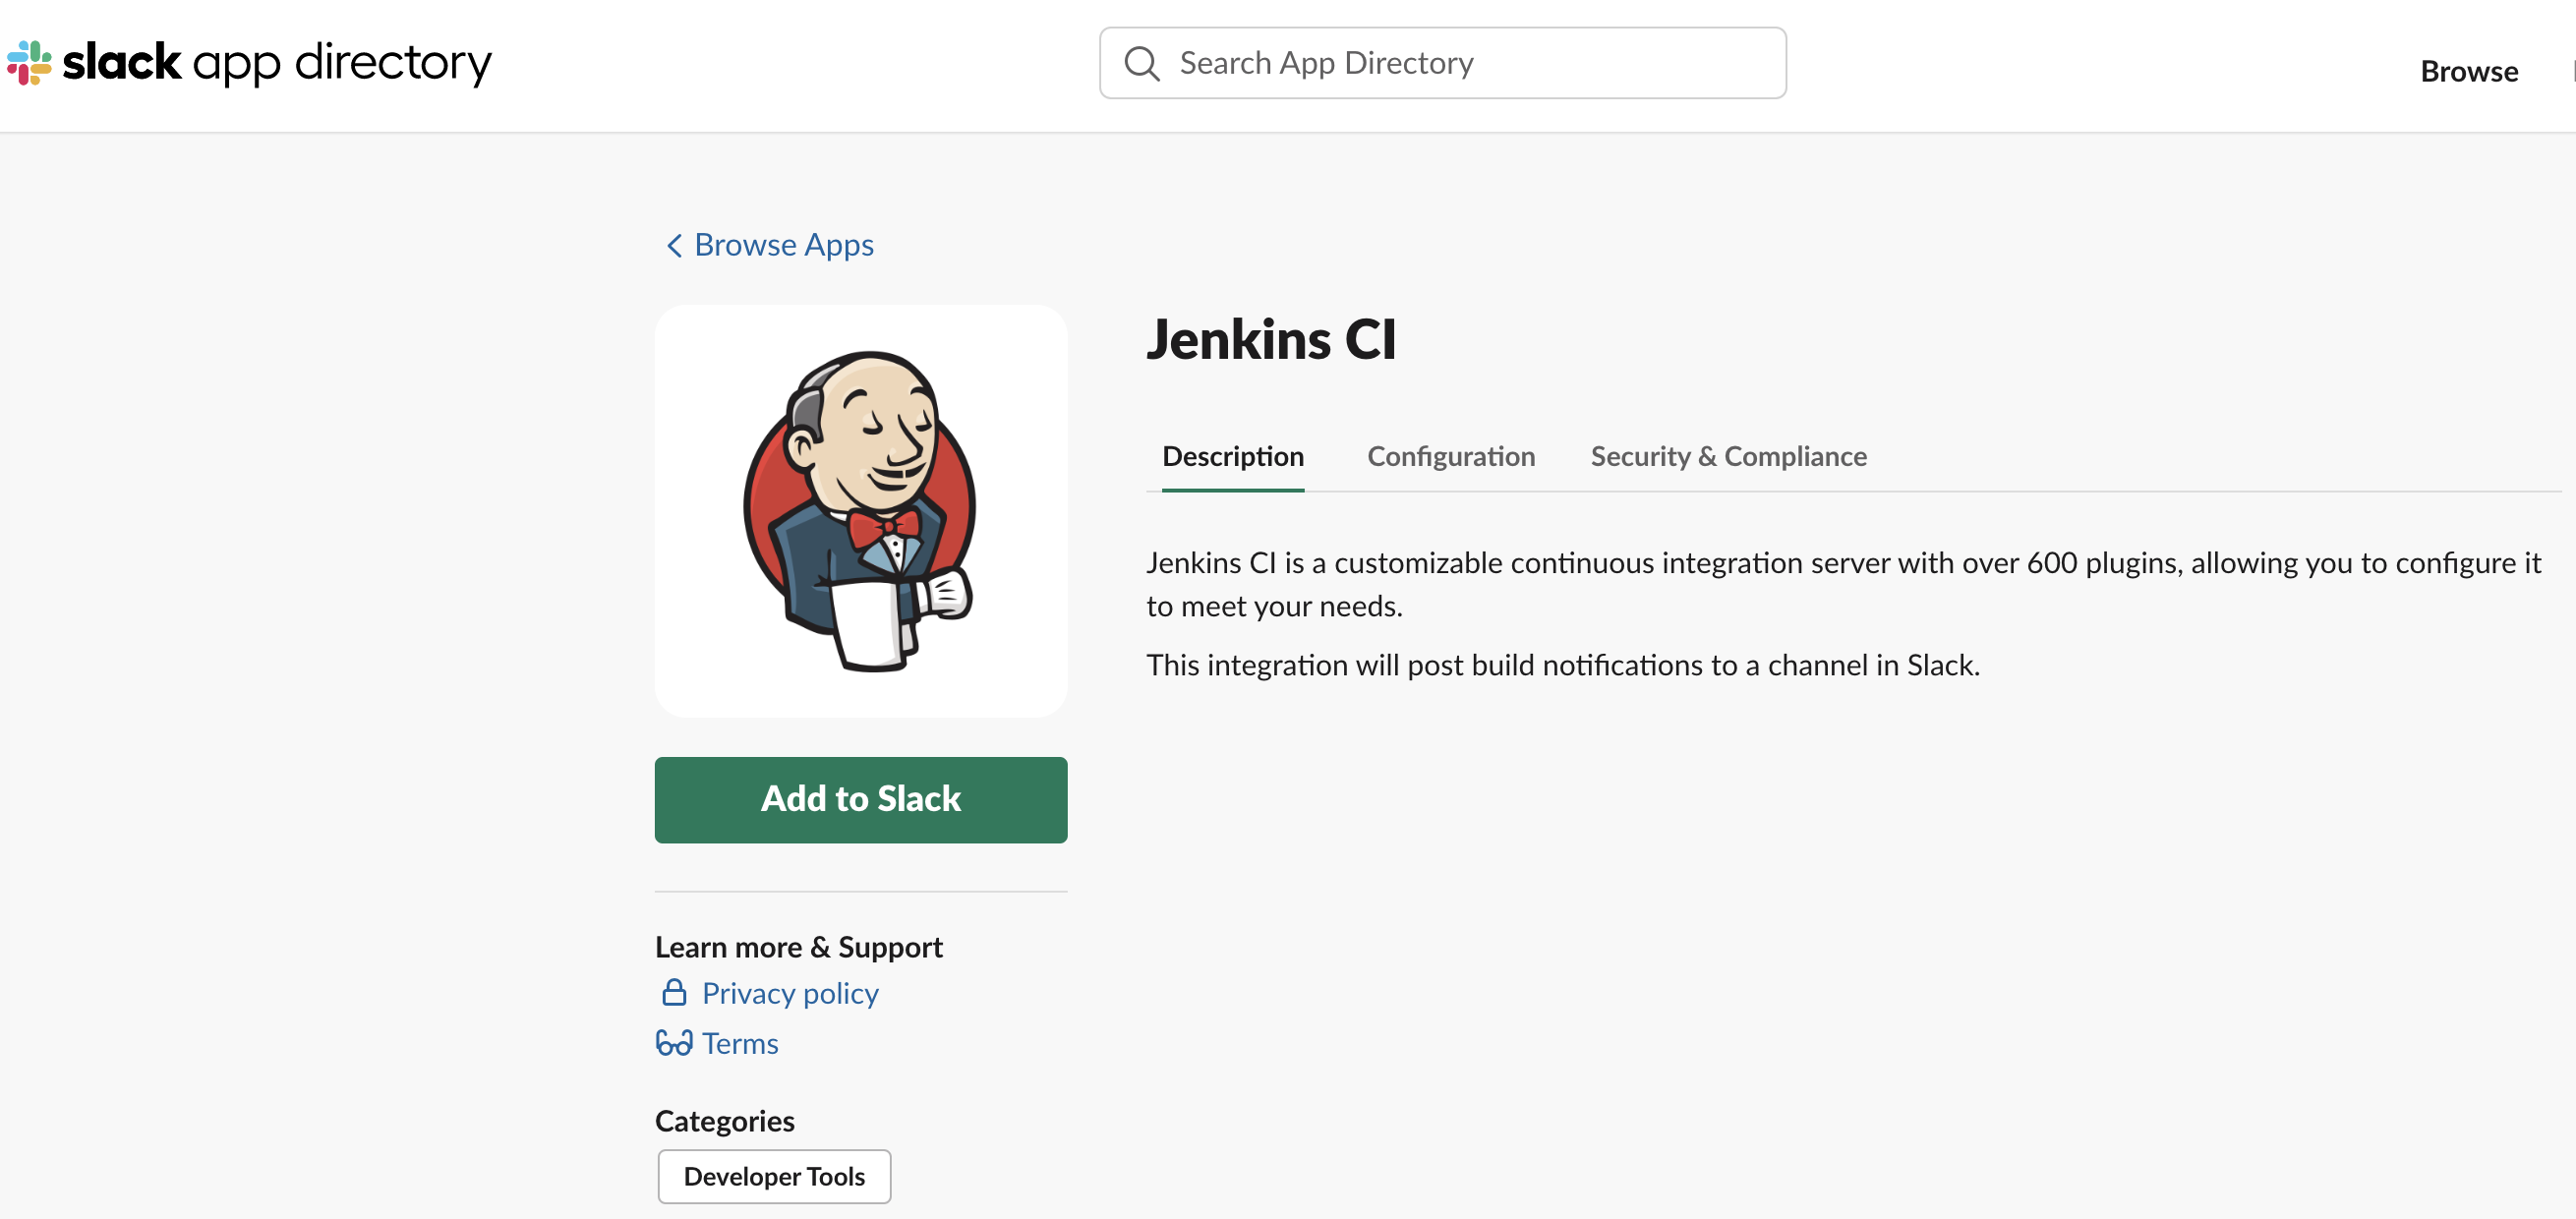 slack app directory
Search App Directory
Browse
Browse Apps
Jenkins CI
Description
Configuration
Security & Compliance
Jenkins CI is a customizable continuous integration server with over 600 plugins, allowing you to configure it
to meet your needs.
This integration will post build notifications to a channel in Slack.
Add to Slack
Learn more & Support
Privacy policy
Terms
Categories
Developer Tools